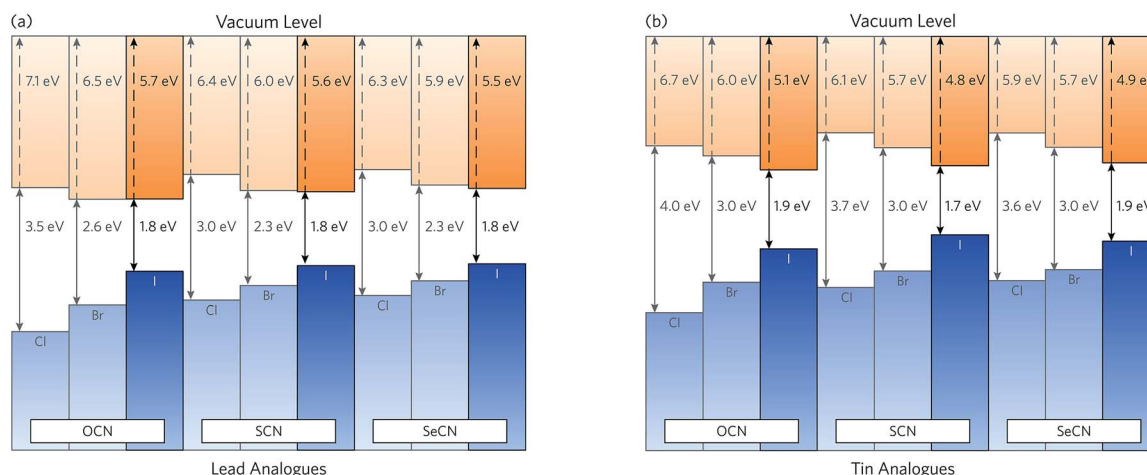 (a)
Vacuum Level
7.1 eV 6.5 eV 5.7 eV 6.4 eV 6.0 eV 5.6 eV 6.3 eV 5.9 eV 5.5 eV
3.5 eV 2.6 eV 1.8 eV 3.0 eV 2.3 eV 1.8 eV 3.0 eV 2.3 eV 1.8 eV
Cl Br I Cl Br I Cl Br I
OCN SCN SeCN
Lead Analogues
(b)
Vacuum Level
6.7 eV 6.0 eV 5.1 eV 6.1 eV 5.7 eV 4.8 eV 5.9 eV 5.7 eV 4.9 e
4.0 eV 3.0 eV 1.9 eV 3.7 eV 3.0 eV 1.7 eV 3.6 eV 3.0 eV 1.9 eV
Cl Br I Cl Br I Cl Br I
OCN SCN SeCN
Tin Analogues